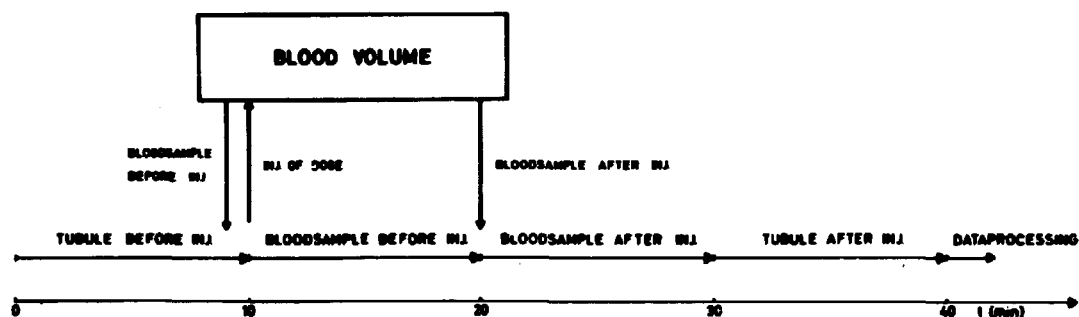 BLOOD VOLUME
BLOODSAMPLE
BEFORE INJ.
INJ. OF DOSE
BLOODSAMPLE AFTER INJ.
TUBULE BEFORE INJ.
BLOODSAMPLE BEFORE INJ.
BLOODSAMPLE AFTER INJ.
TUBULE AFTER INJ.
DATAPROCESSING
0 10 20 30 40 t (min)